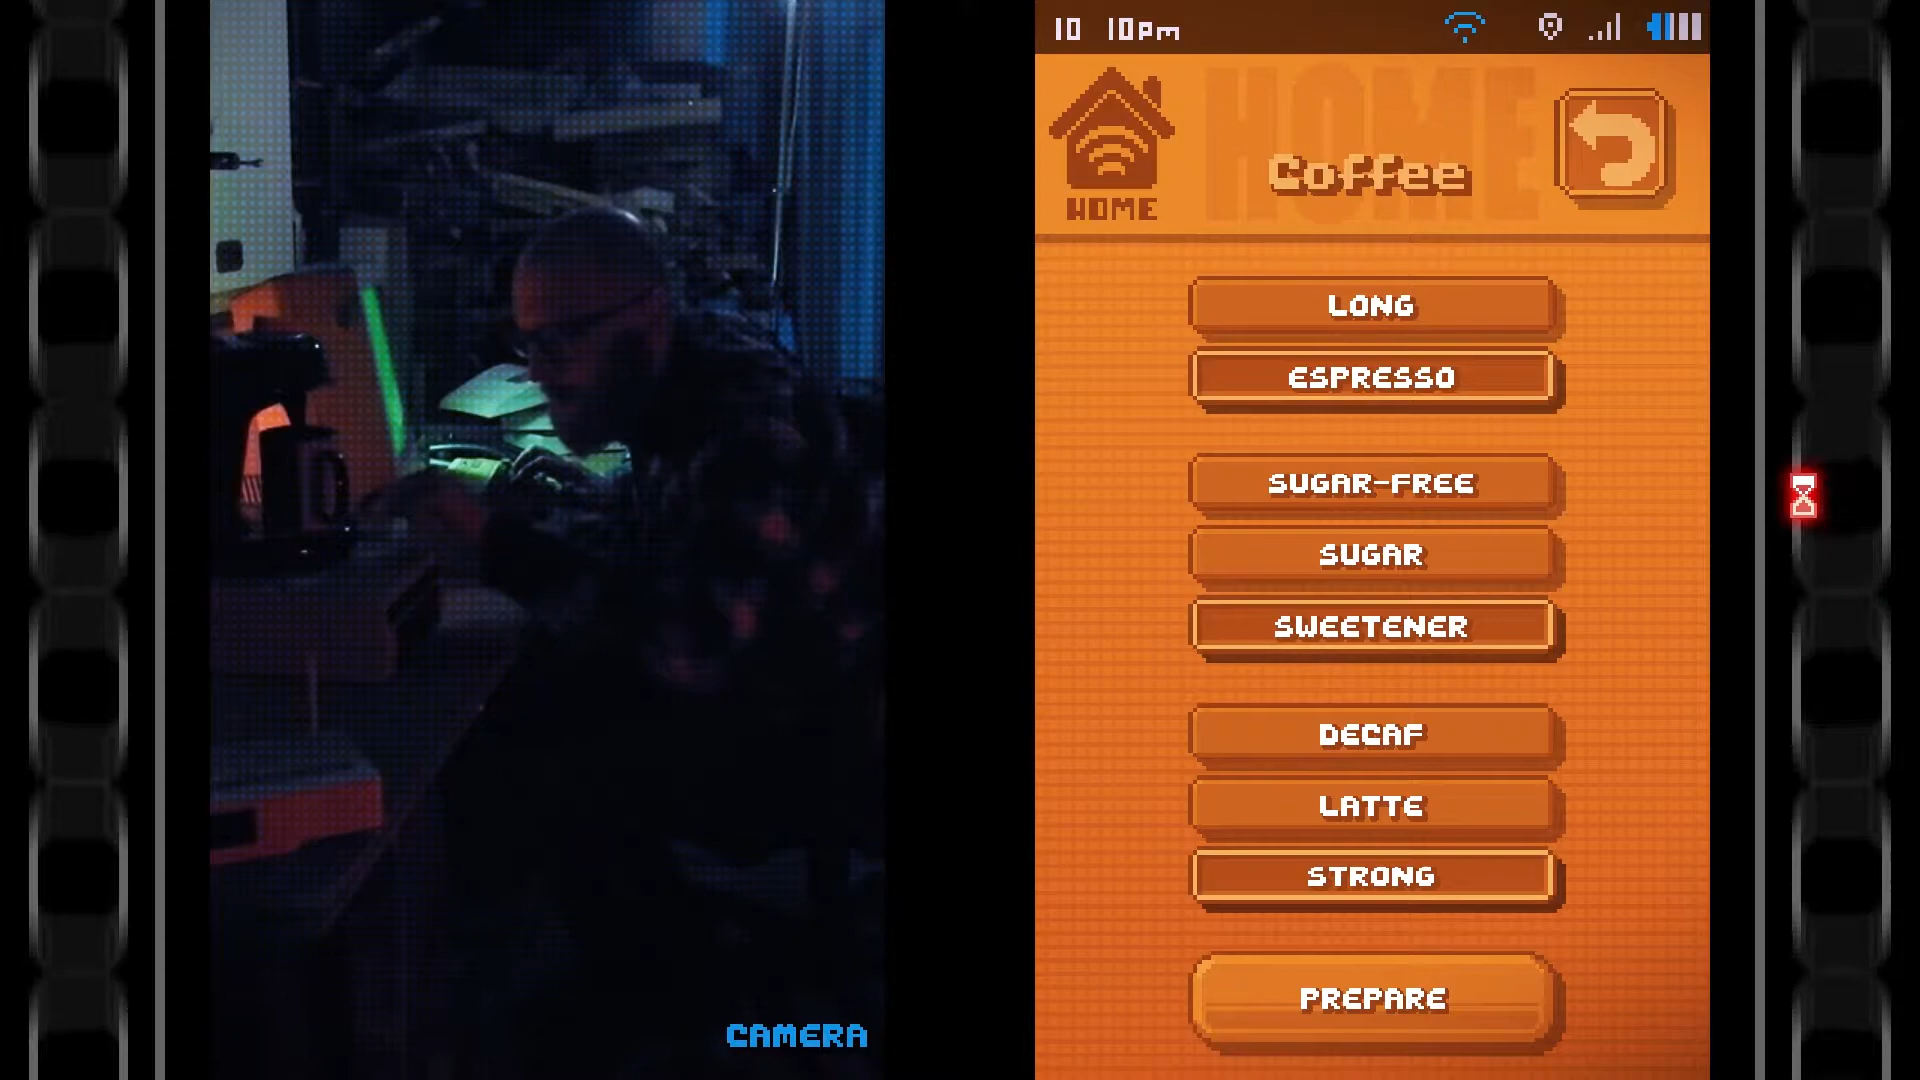 10 10pm
HOME
HOME
Coffee
LONG
ESPRESSO
SUGAR-FREE
SUGAR
SWEETENER
DECAF
LATTE
STRONG
PREPARE
CAMERA